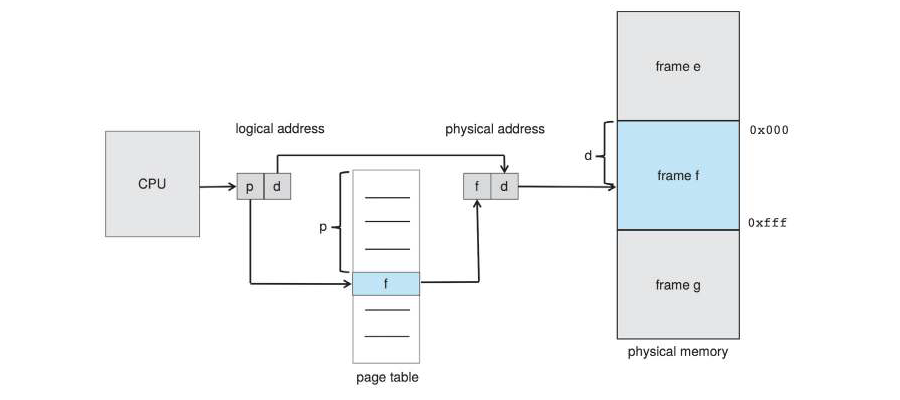 frame e
logical address
physical address
0x000
d
CPU
p d
f d
frame f
p
0xfff
f
frame g
physical memory
page table